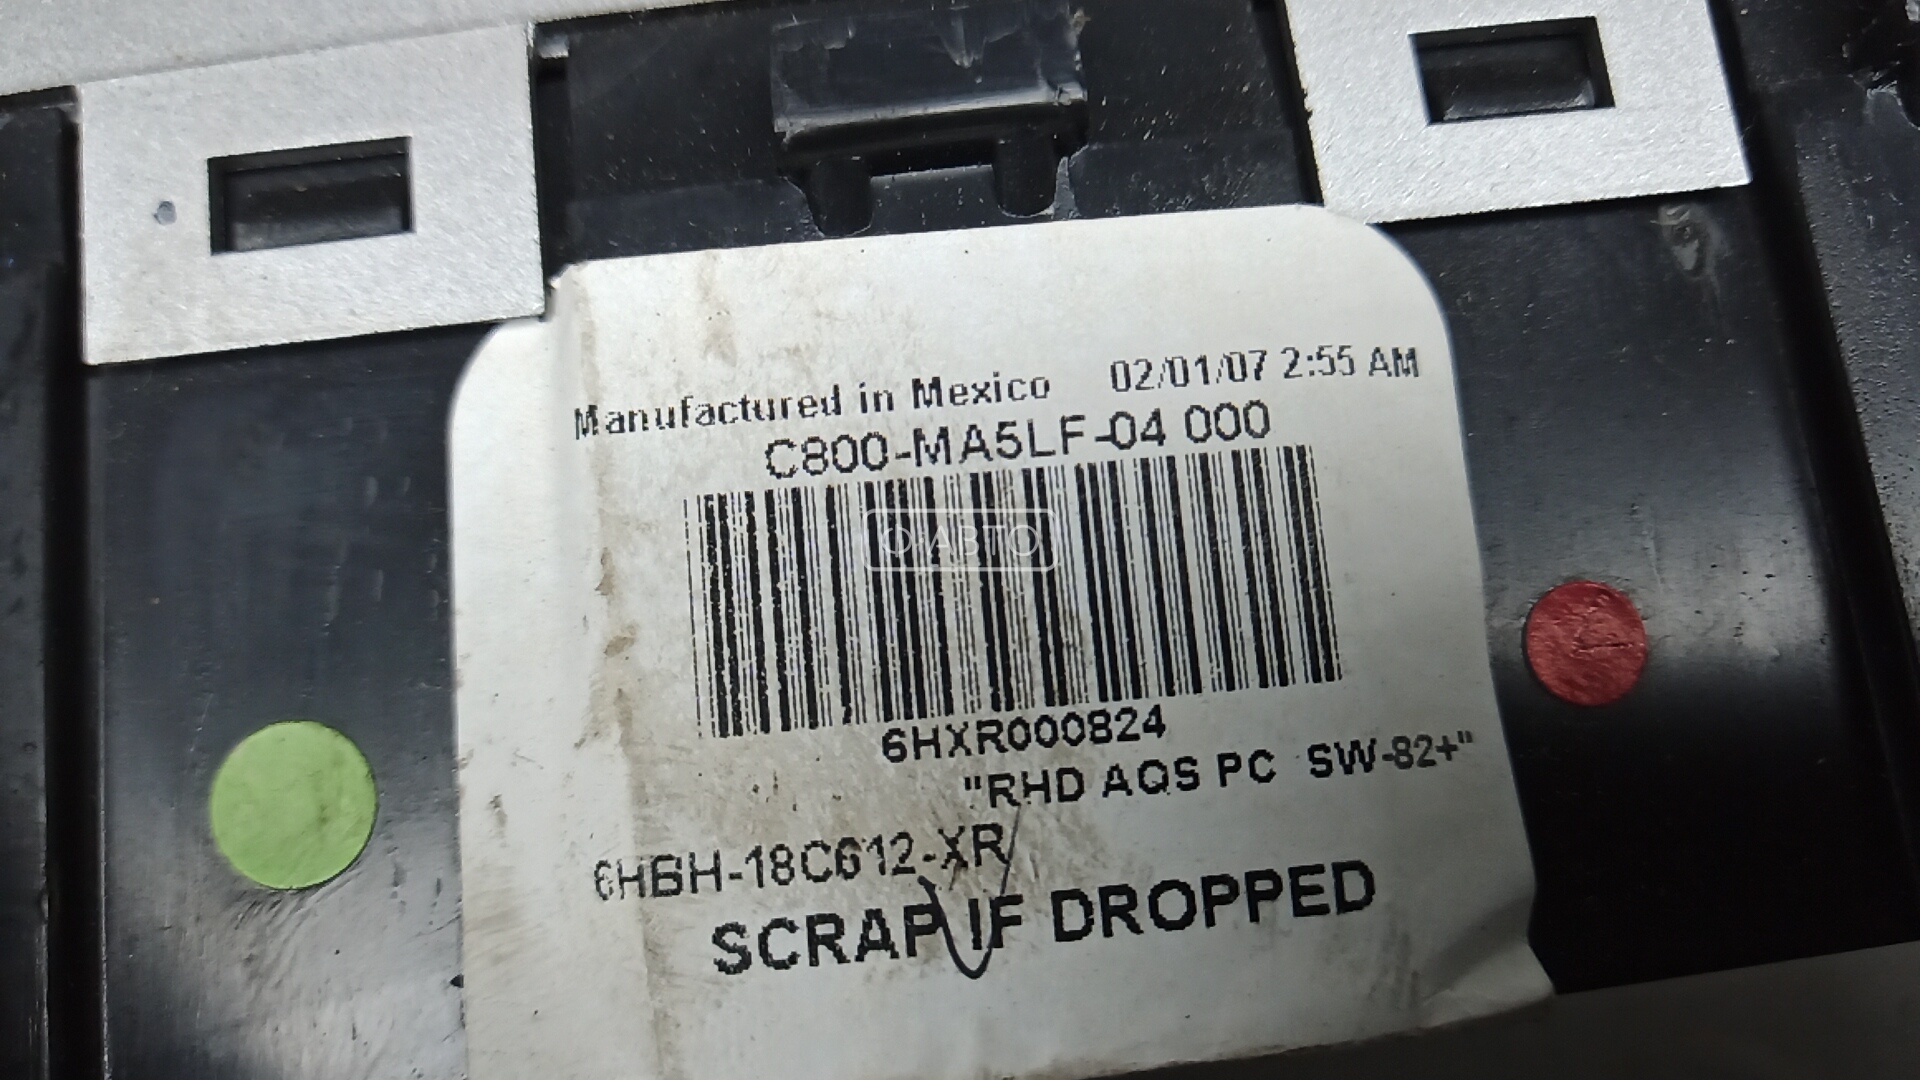 Manufactured in Mexico 02/01/07 2:55 AM
C800-MA5LF-04 000
О·АВТО
6HXR000824
"RHD AQS PC SW-82+"
6H6H-18C612-XR
SCRAP IF DROPPED